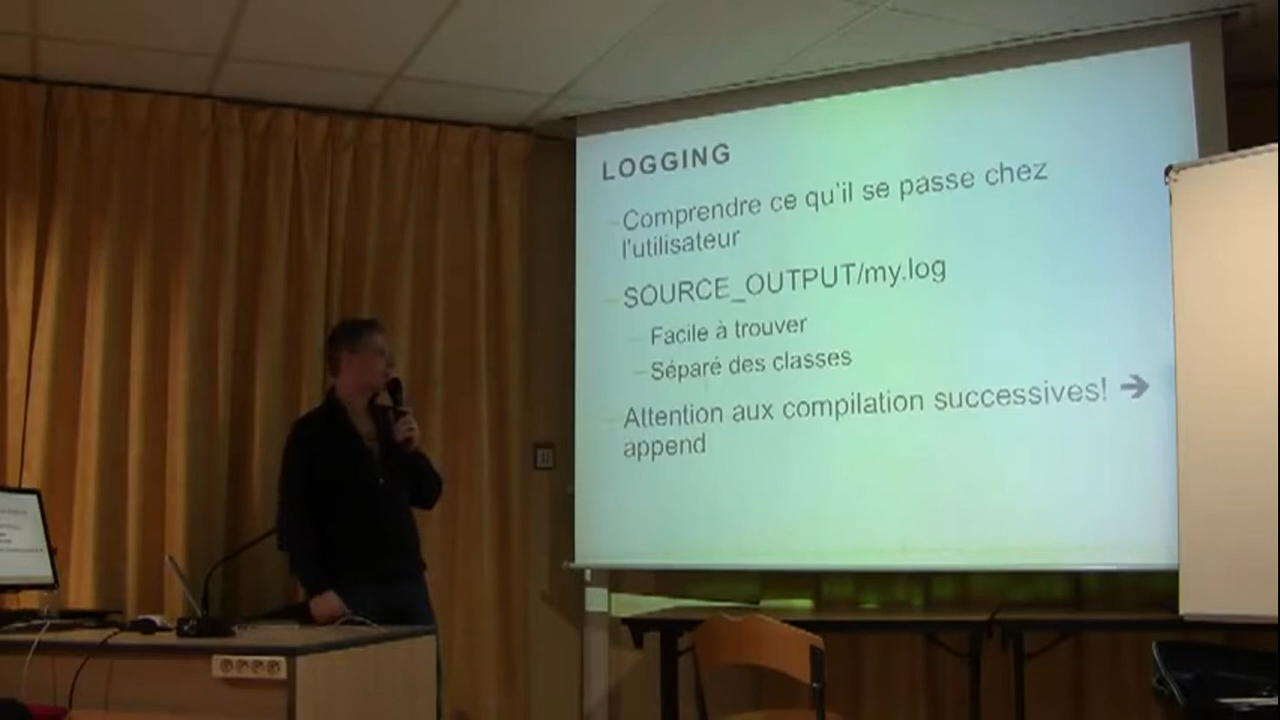 LOGGING
–Comprendre ce qu'il se passe chez
l'utilisateur
–SOURCE_OUTPUT/my.log
–Facile à trouver
–Séparé des classes
–Attention aux compilation successives! ➔
append